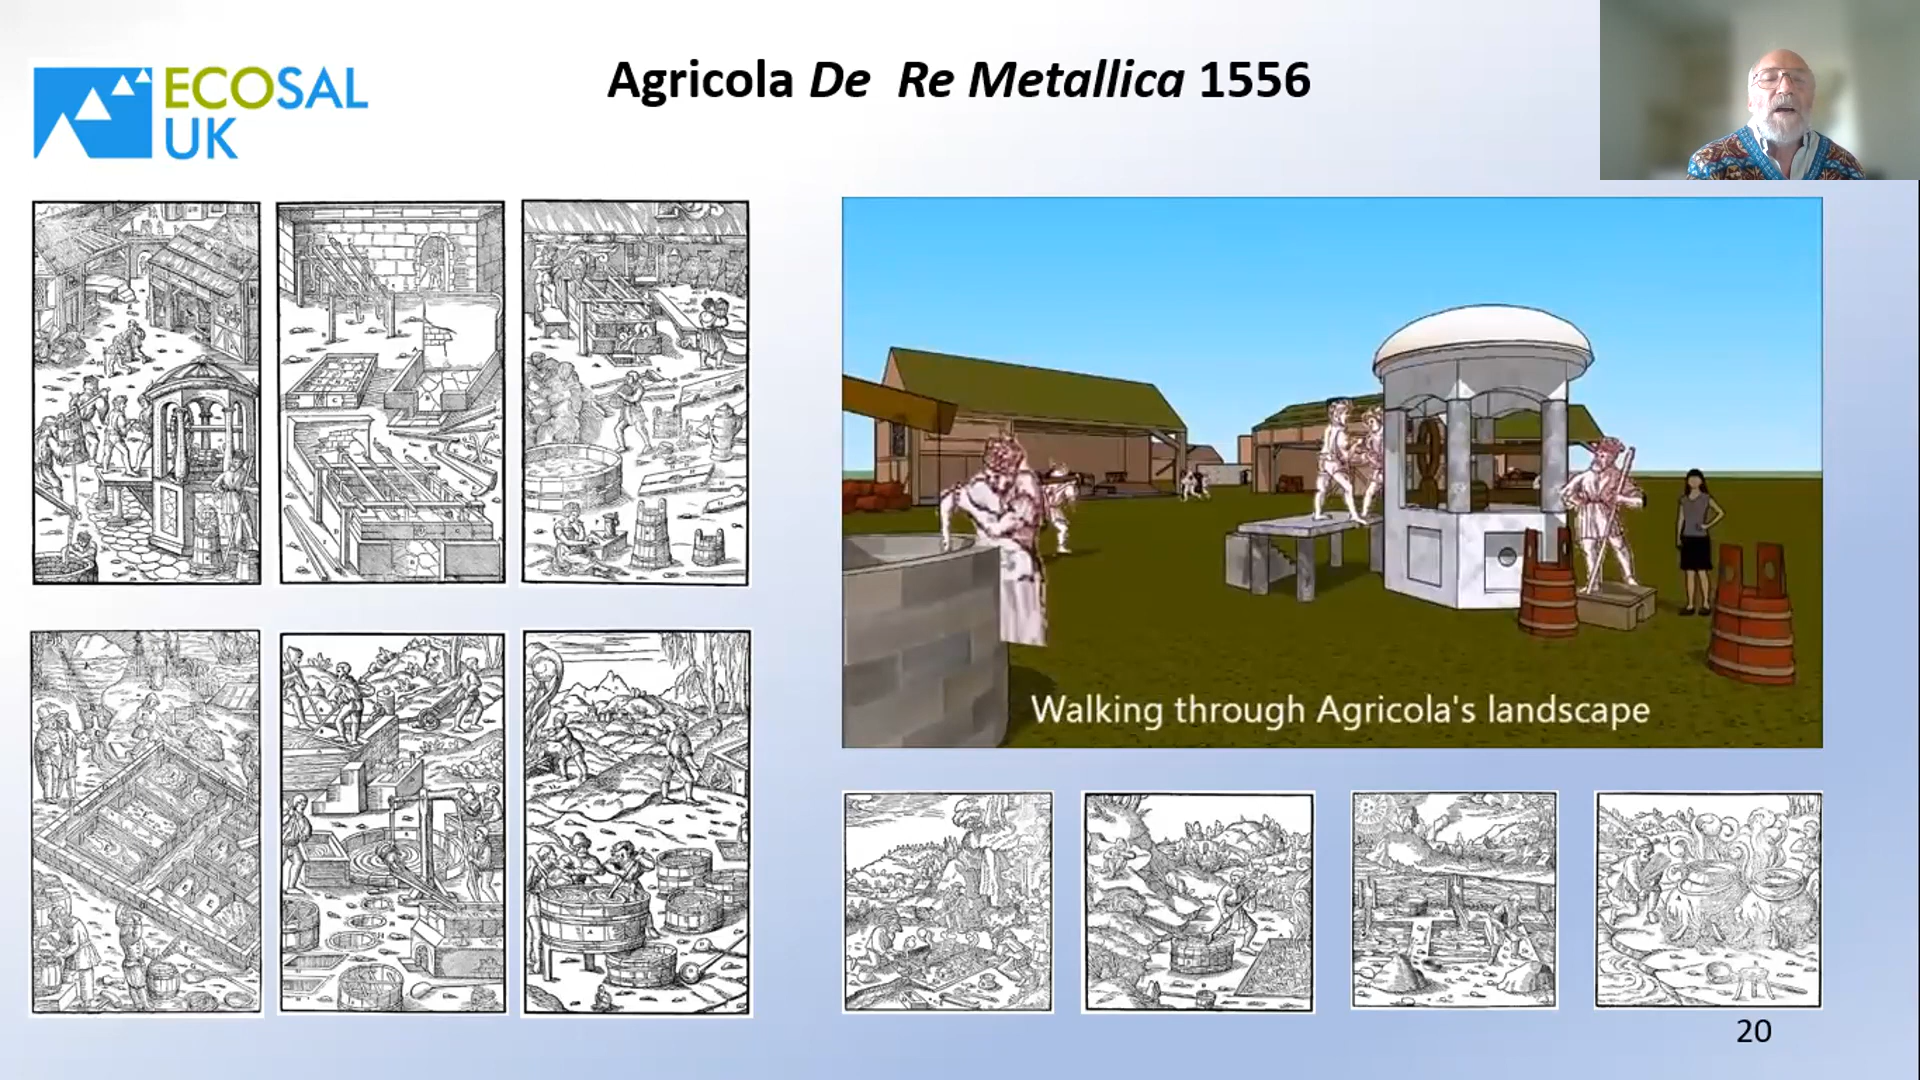 ECOSAL
UK
Agricola De Re Metallica 1556
Walking through Agricola's landscape
20